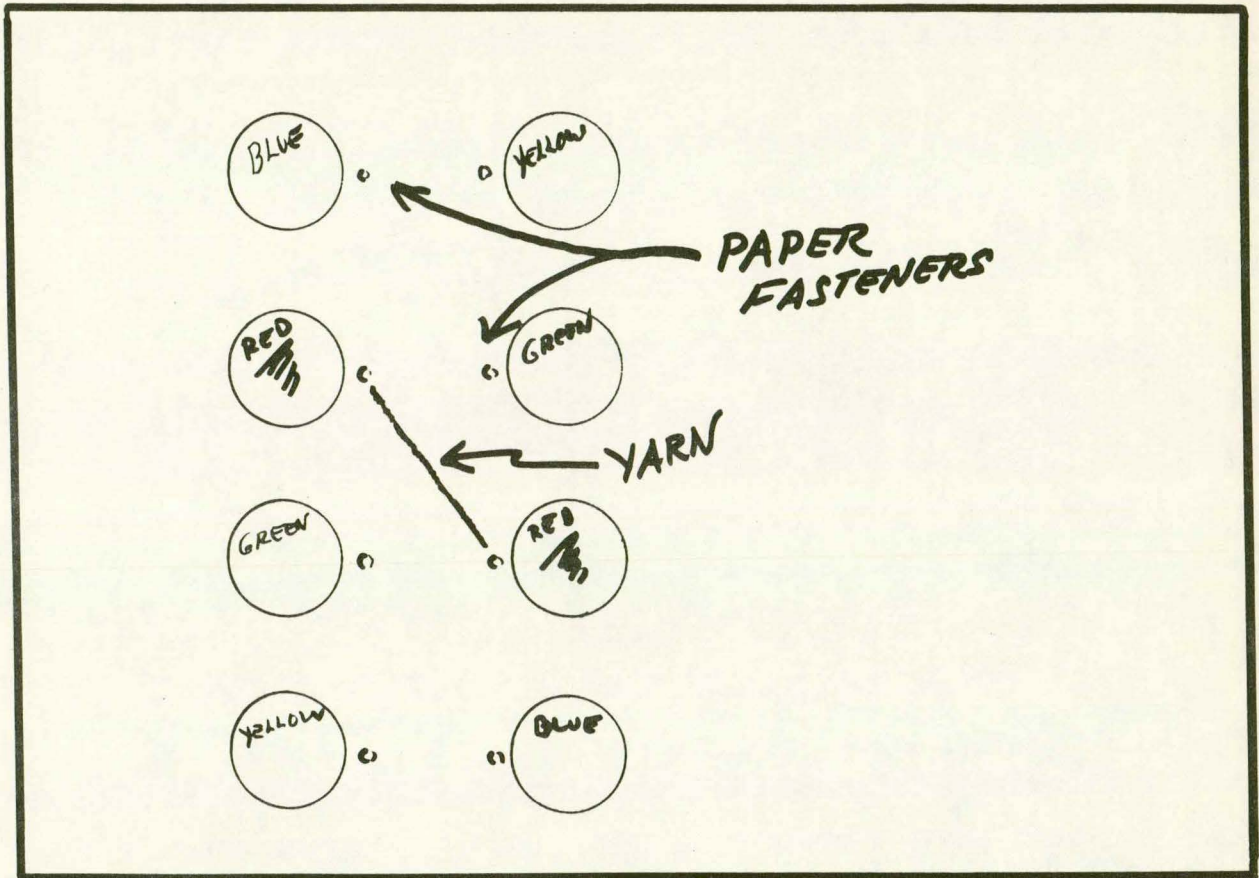 BLUE
YELLOW
PAPER
FASTENERS
RED
GREEN
YARN
GREEN
RED
YELLOW
BLUE